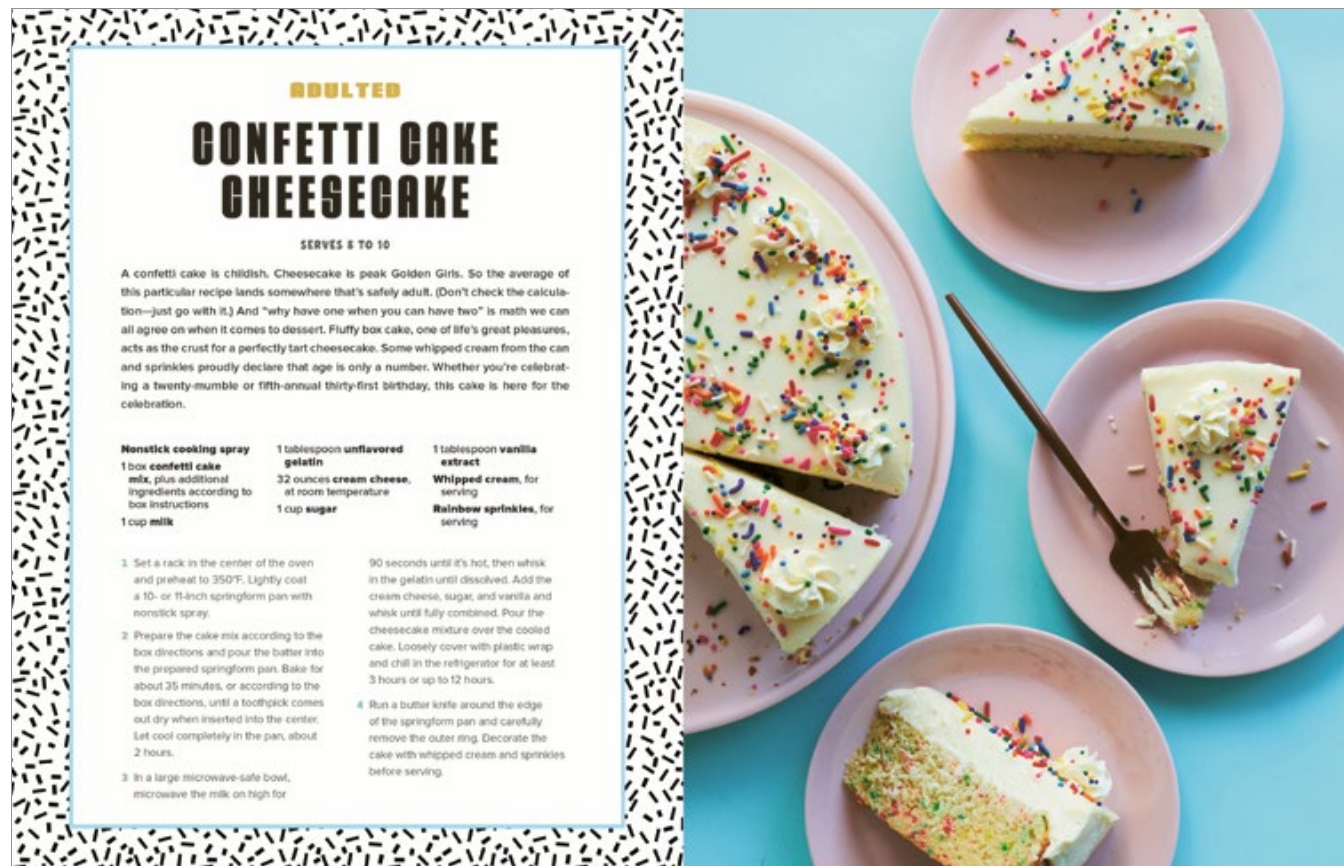 ADULTED
CONFETTI CAKE
CHEESECAKE
SERVES 8 TO 10
A confetti cake is childish. Cheesecake is peak Golden Girls. So the average of
this particular recipe lands somewhere that's safely adult. (Don't check the calcula-
tion—just go with it.) And "why have one when you can have two" is math we can
all agree on when it comes to dessert. Fluffy box cake, one of life's great pleasures,
acts as the crust for a perfectly tart cheesecake. Some whipped cream from the can
and sprinkles proudly declare that age is only a number. Whether you're celebrat-
ing a twenty-mumble or fifth-annual thirty-first birthday, this cake is here for the
celebration.
Nonstick cooking spray
1 box confetti cake
mix, plus additional
ingredients according to
box instructions
1 cup milk
1 tablespoon unflavored
gelatin
32 ounces cream cheese,
at room temperature
1 cup sugar
1 tablespoon vanilla
extract
Whipped cream, for
serving
Rainbow sprinkles, for
serving
1 Set a rack in the center of the oven
and preheat to 350°F. Lightly coat
a 10- or 11-inch springform pan with
nonstick spray.
2 Prepare the cake mix according to the
box directions and pour the batter into
the prepared springform pan. Bake for
about 35 minutes, or according to the
box directions, until a toothpick comes
out dry when inserted into the center.
Let cool completely in the pan, about
2 hours.
3 In a large microwave-safe bowl,
microwave the milk on high for
90 seconds until it's hot, then whisk
in the gelatin until dissolved. Add the
cream cheese, sugar, and vanilla and
whisk until fully combined. Pour the
cheesecake mixture over the cooled
cake. Loosely cover with plastic wrap
and chill in the refrigerator for at least
3 hours or up to 12 hours.
4 Run a butter knife around the edge
of the springform pan and carefully
remove the outer ring. Decorate the
cake with whipped cream and sprinkles
before serving.